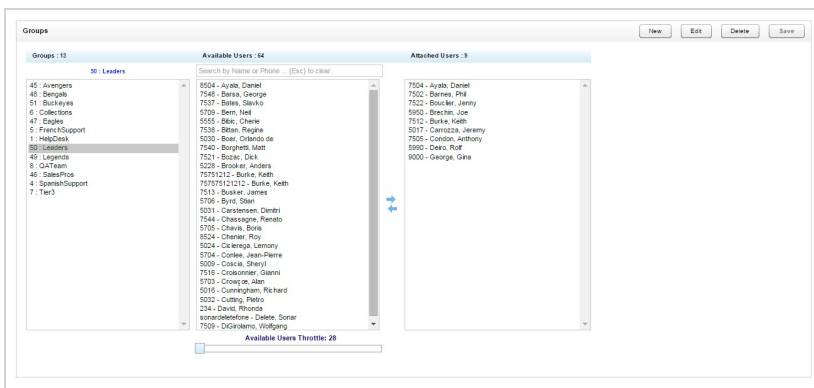 Groups
New Edit Delete Save
Groups : 13
50 : Leaders
45 : Avengers
48 : Bengals
51 : Buckeyes
6 : Collections
47 : Eagles
5 : FrenchSupport
1 : HelpDesk
50 : Leaders
49 : Legends
8 : QATeam
46 : SalesPros
4 : SpanishSupport
7 : Tier3
Available Users : 64
Search by Name or Phone ... (Esc) to clear.
8504 - Ayala, Daniel
7548 - Barsa, George
7537 - Bates, Slavko
5709 - Bern, Neil
5555 - Bibic, Cherie
7538 - Bittan, Regine
5030 - Boer, Orlando de
7540 - Borghetti, Matt
7521 - Bozac, Dick
5228 - Brooker, Anders
75751212 - Burke, Keith
757575121212 - Burke, Keith
7513 - Busker, James
5706 - Byrd, Stian
5031 - Carstensen, Dimitri
7544 - Chassagne, Renato
5705 - Chavis, Boris
8524 - Chenier, Roy
5024 - Cicierega, Lemony
5704 - Conlee, Jean-Pierre
5009 - Coscia, Sheryl
7516 - Croisonnier, Gianni
5703 - Crowçœ, Alan
5016 - Cunningham, Richard
5032 - Cutting, Pietro
234 - David, Rhonda
sonardeletefone - Delete, Sonar
7509 - DiGirolamo, Wolfgang
Available Users Throttle: 28
Attached Users : 9
7504 - Ayala, Daniel
7502 - Barnes, Phil
7522 - Bouclier, Jenny
5950 - Brechin, Joe
7512 - Burke, Keith
5017 - Carrozza, Jeremy
7505 - Condon, Anthony
5990 - Deiro, Rolf
9000 - George, Gina